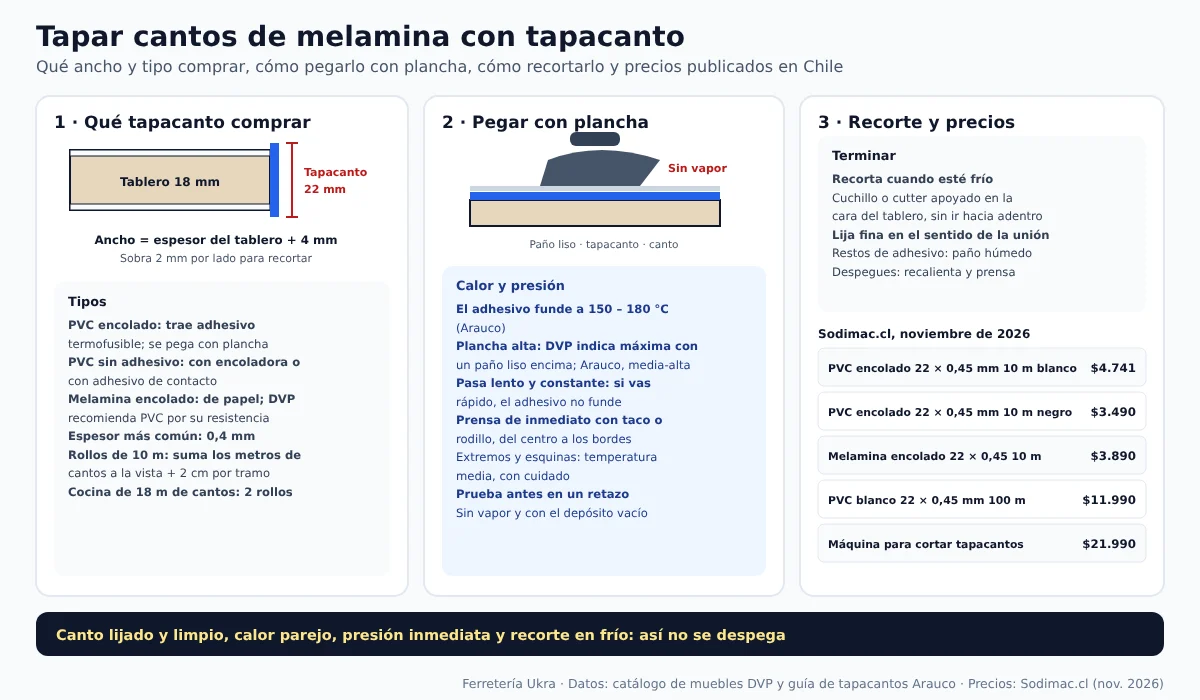 Tapar cantos de melamina con tapacanto
Qué ancho y tipo comprar, cómo pegarlo con plancha, cómo recortarlo y precios publicados en Chile
1 · Qué tapacanto comprar
Tablero 18 mm
Tapacanto
22 mm
Ancho = espesor del tablero + 4 mm
Sobra 2 mm por lado para recortar
Tipos
PVC encolado: trae adhesivo
termofusible; se pega con plancha
PVC sin adhesivo: con encoladora o
con adhesivo de contacto
Melamina encolado: de papel; DVP
recomienda PVC por su resistencia
Espesor más común: 0,4 mm
Rollos de 10 m: suma los metros de
cantos a la vista + 2 cm por tramo
Cocina de 18 m de cantos: 2 rollos
2 · Pegar con plancha
Sin vapor
Paño liso · tapacanto · canto
Calor y presión
El adhesivo funde a 150 – 180 °C
(Arauco)
Plancha alta: DVP indica máxima con
un paño liso encima; Arauco, media-alta
Pasa lento y constante: si vas
rápido, el adhesivo no funde
Prensa de inmediato con taco o
rodillo, del centro a los bordes
Extremos y esquinas: temperatura
media, con cuidado
Prueba antes en un retazo
Sin vapor y con el depósito vacío
3 · Recorte y precios
Terminar
Recorta cuando esté frío
Cuchillo o cutter apoyado en la
cara del tablero, sin ir hacia adentro
Lija fina en el sentido de la unión
Restos de adhesivo: paño húmedo
Despegues: recalienta y prensa
Sodimac.cl, noviembre de 2026
PVC encolado 22 × 0,45 mm 10 m blanco $4.741
PVC encolado 22 × 0,45 mm 10 m negro $3.490
Melamina encolado 22 × 0,45 10 m $3.890
PVC blanco 22 × 0,45 mm 100 m $11.990
Máquina para cortar tapacantos $21.990
Canto lijado y limpio, calor parejo, presión inmediata y recorte en frío: así no se despega
Ferretería Ukra · Datos: catálogo de muebles DVP y guía de tapacantos Arauco · Precios: Sodimac.cl (nov. 2026)